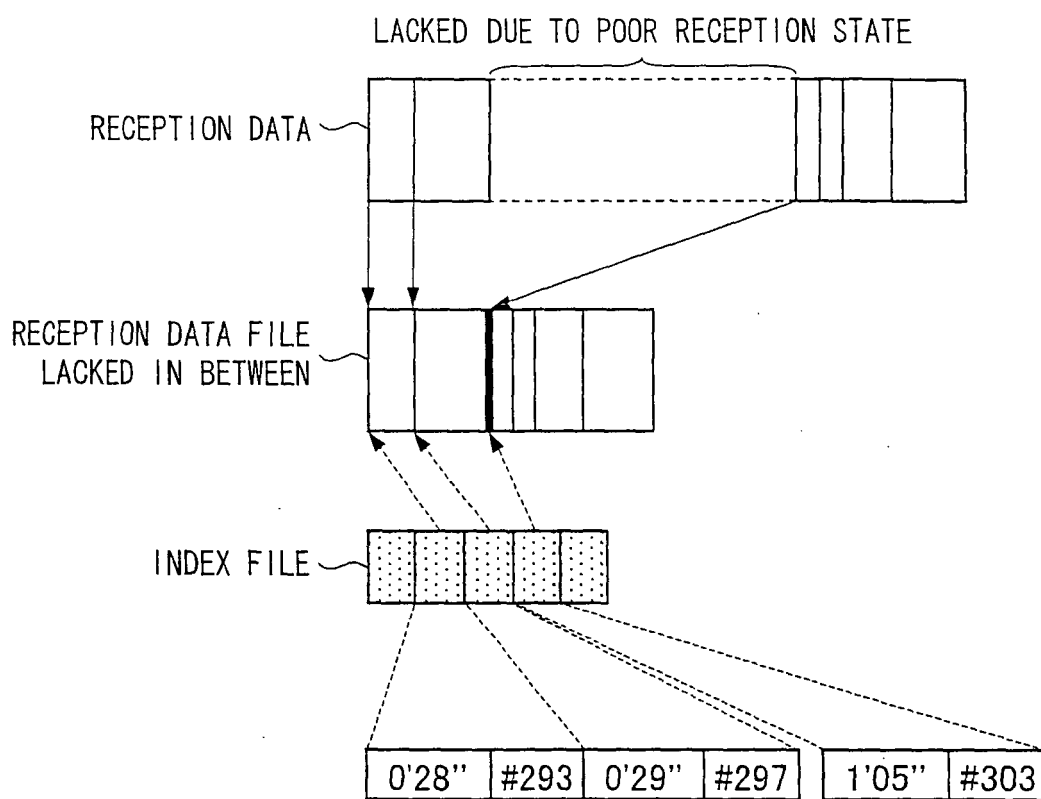 LACKED DUE TO POOR RECEPTION STATE
RECEPTION DATA
RECEPTION DATA FILE
LACKED IN BETWEEN
INDEX FILE
0'28" #293 0'29" #297 1'05" #303